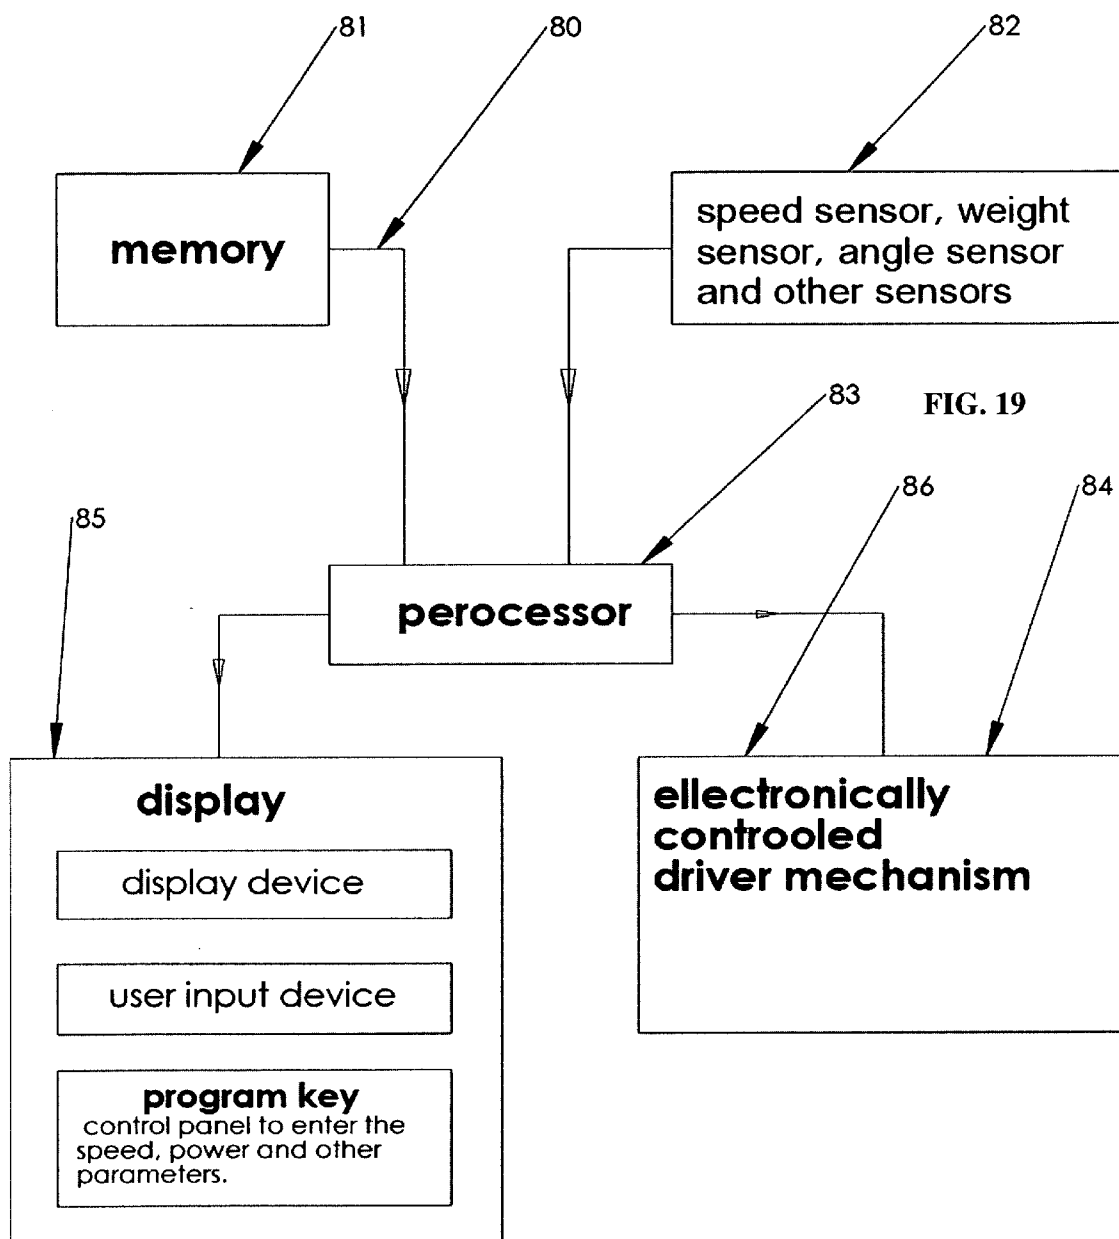 81
80
82
memory
speed sensor, weight
sensor, angle sensor
and other sensors
83
FIG. 19
86
84
85
perocessor
display
display device
user input device
program key
control panel to enter the
speed, power and other
parameters.
ellectronically
controoled
driver mechanism